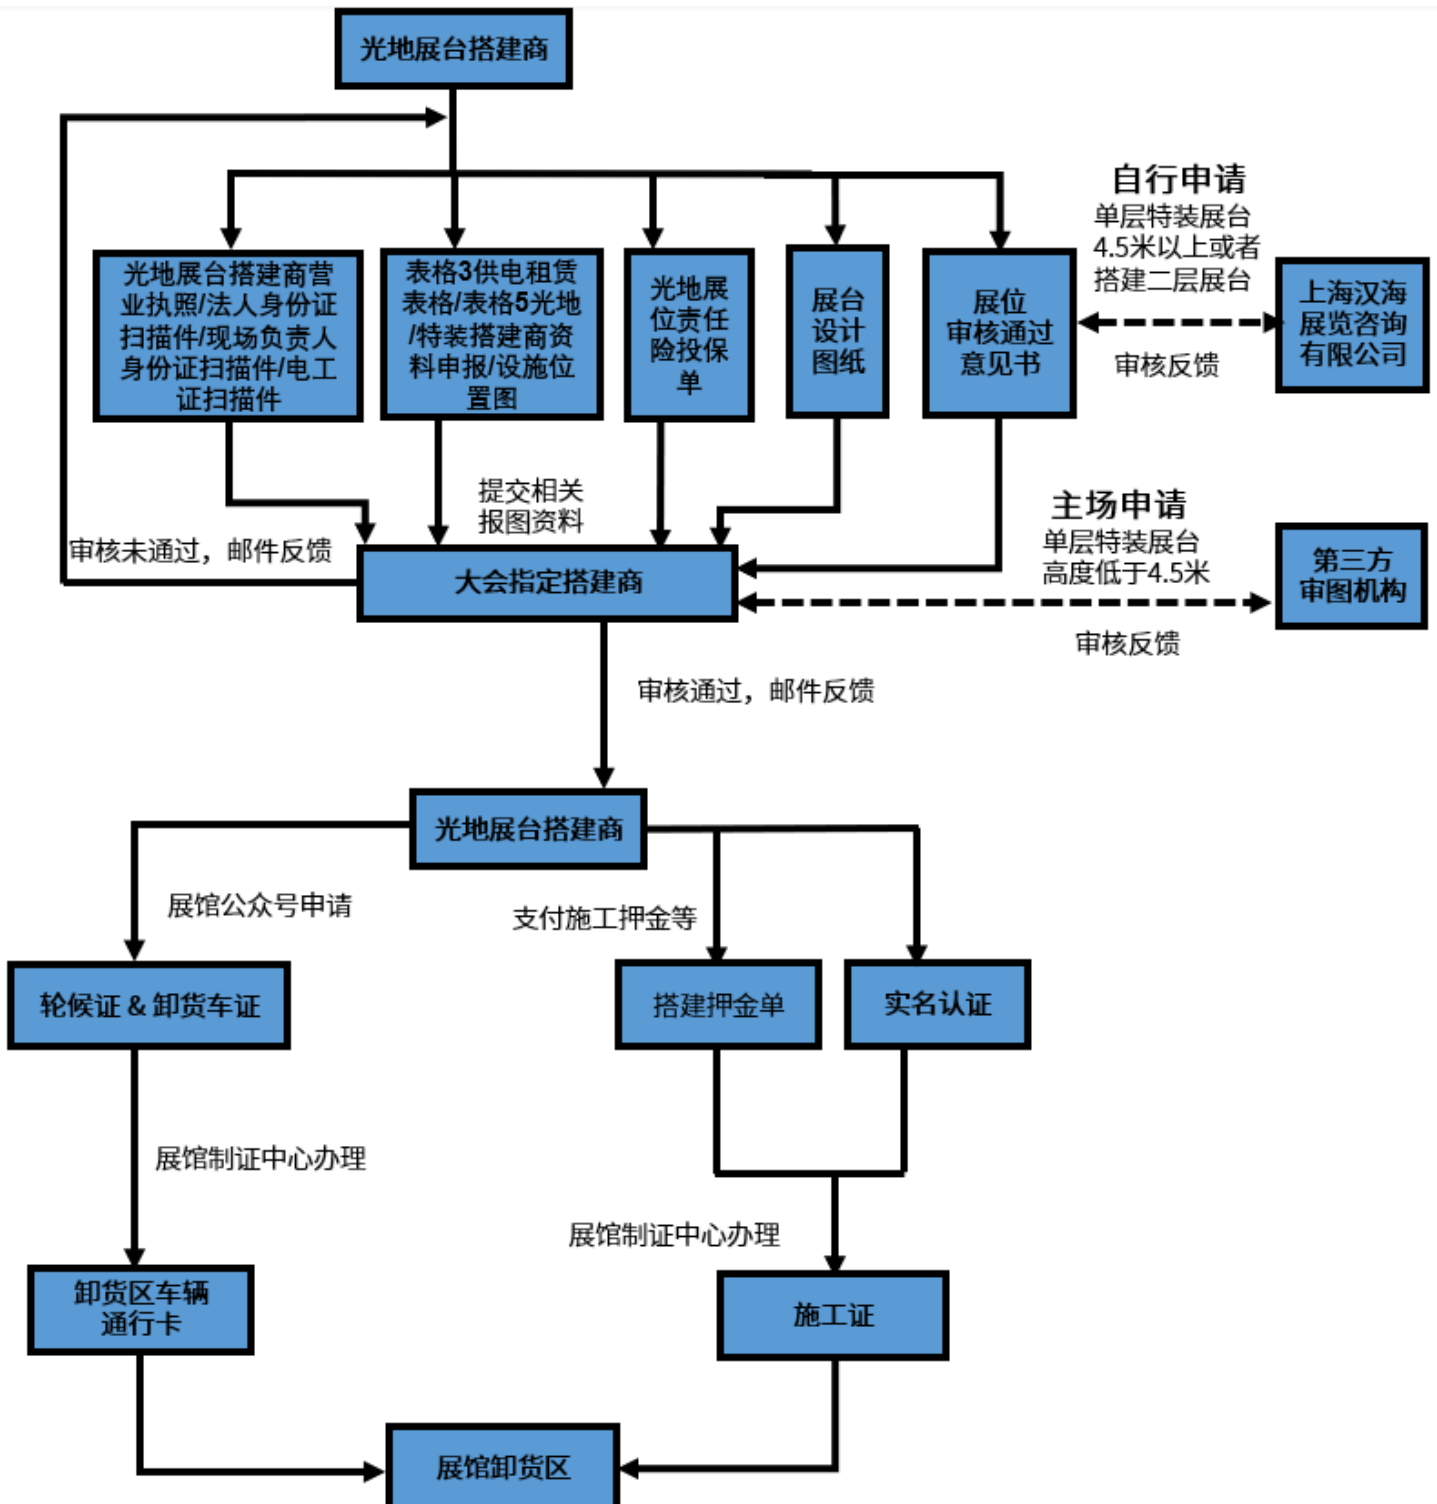 光地展台搭建商
自行申请
单层特装展台
4.5米以上或者
搭建二层展台
光地展台搭建商营
业执照/法人身份证
扫描件/现场负责人
身份证扫描件/电工
证扫描件
表格3供电租赁
表格/表格5光地
/特装搭建商资
料申报/设施位
置图
光地展
位责任
险投保
单
展台
设计
图纸
展位
审核通过
意见书
上海汉海
展览咨询
有限公司
审核反馈
提交相关
报图资料
主场申请
单层特装展台
高度低于4.5米
审核未通过，邮件反馈
大会指定搭建商
第三方
审图机构
审核反馈
审核通过，邮件反馈
光地展台搭建商
展馆公众号申请
支付施工押金等
轮候证 & 卸货车证
搭建押金单
实名认证
展馆制证中心办理
展馆制证中心办理
卸货区车辆
通行卡
施工证
展馆卸货区